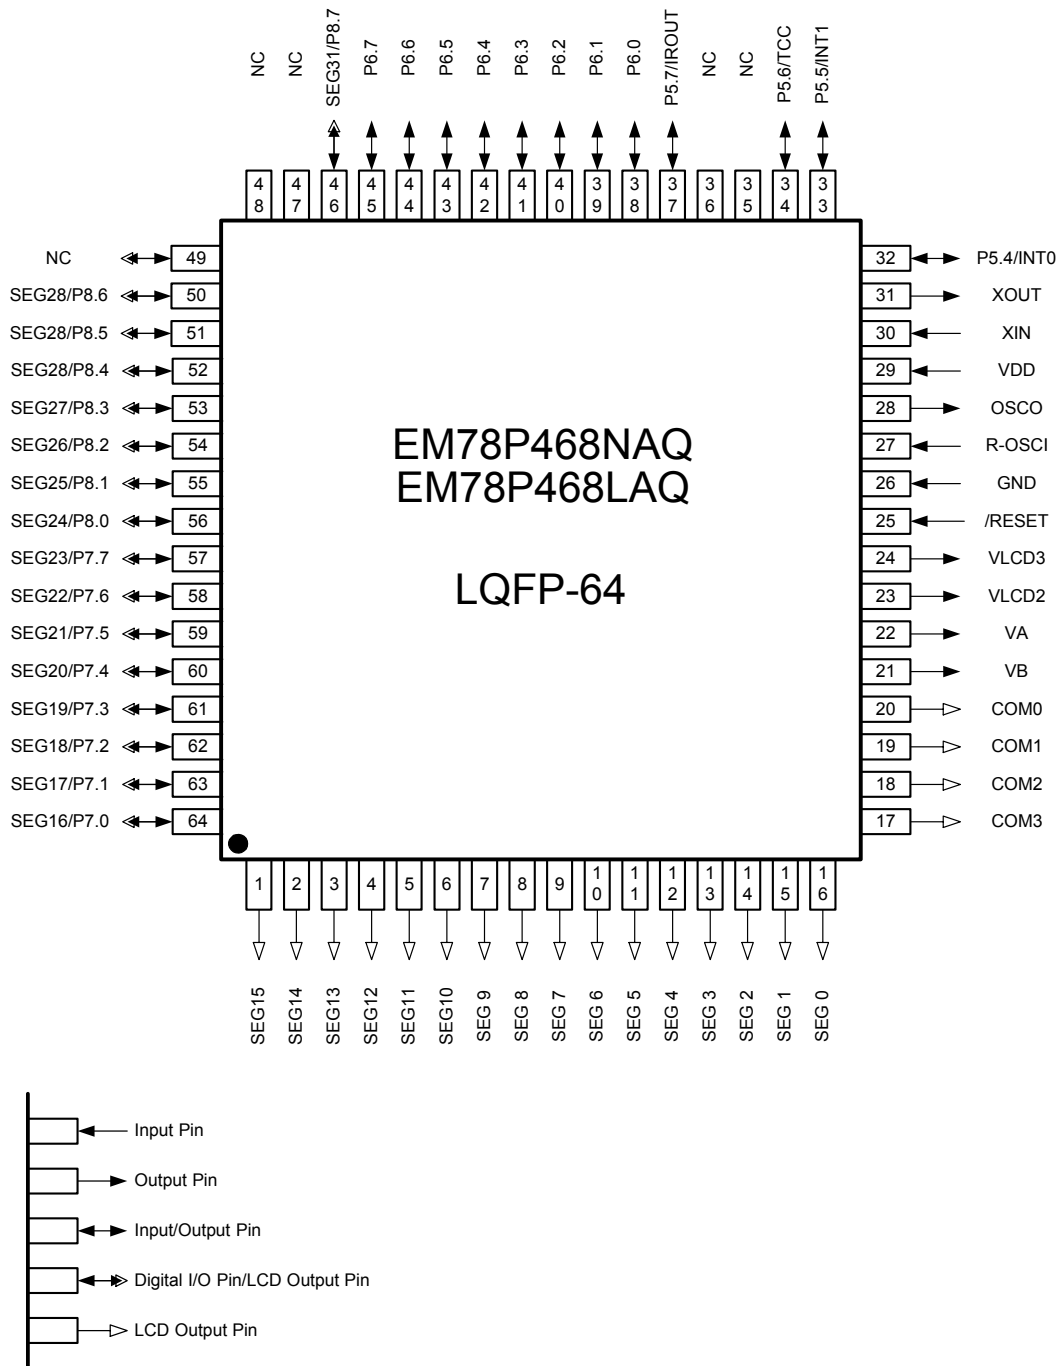 NC
NC
SEG31/P8.7
P6.7
P6.6
P6.5
P6.4
P6.3
P6.2
P6.1
P6.0
P5.7/IROUT
NC
NC
P5.6/TCC
P5.5/INT1
48
47
46
45
44
43
42
41
40
39
38
37
36
35
34
33
NC 49
SEG28/P8.6 50
SEG28/P8.5 51
SEG28/P8.4 52
SEG27/P8.3 53
SEG26/P8.2 54
SEG25/P8.1 55
SEG24/P8.0 56
SEG23/P7.7 57
SEG22/P7.6 58
SEG21/P7.5 59
SEG20/P7.4 60
SEG19/P7.3 61
SEG18/P7.2 62
SEG17/P7.1 63
SEG16/P7.0 64
EM78P468NAQ
EM78P468LAQ
LQFP-64
32 P5.4/INT0
31 XOUT
30 XIN
29 VDD
28 OSCO
27 R-OSCI
26 GND
25 /RESET
24 VLCD3
23 VLCD2
22 VA
21 VB
20 COM0
19 COM1
18 COM2
17 COM3
1
2
3
4
5
6
7
8
9
10
11
12
13
14
15
16
SEG15
SEG14
SEG13
SEG12
SEG11
SEG10
SEG 9
SEG 8
SEG 7
SEG 6
SEG 5
SEG 4
SEG 3
SEG 2
SEG 1
SEG 0
Input Pin
Output Pin
Input/Output Pin
Digital I/O Pin/LCD Output Pin
LCD Output Pin